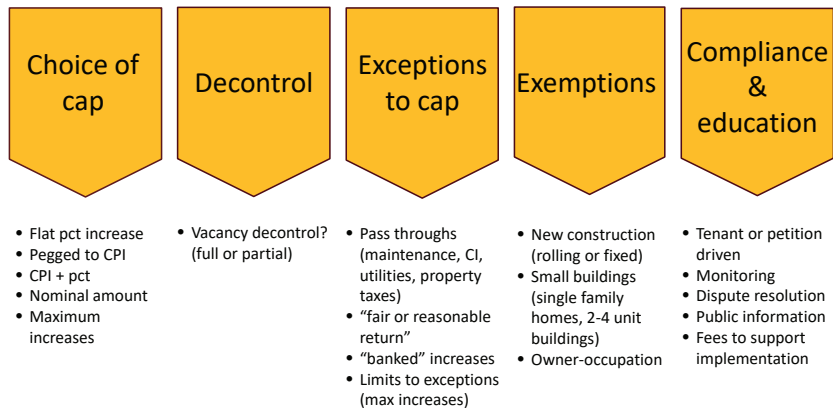 Choice of
cap
• Flat pct increase
• Pegged to CPI
• CPI + pct
• Nominal amount
• Maximum
increases
Decontrol
• Vacancy decontrol?
(full or partial)
Exceptions
to cap
• Pass throughs
(maintenance, CI,
utilities, property
taxes)
• “fair or reasonable
return”
• “banked” increases
• Limits to exceptions
(max increases)
Exemptions
• New construction
(rolling or fixed)
• Small buildings
(single family
homes, 2-4 unit
buildings)
• Owner-occupation
Compliance
&
education
• Tenant or petition
driven
• Monitoring
• Dispute resolution
• Public information
• Fees to support
implementation